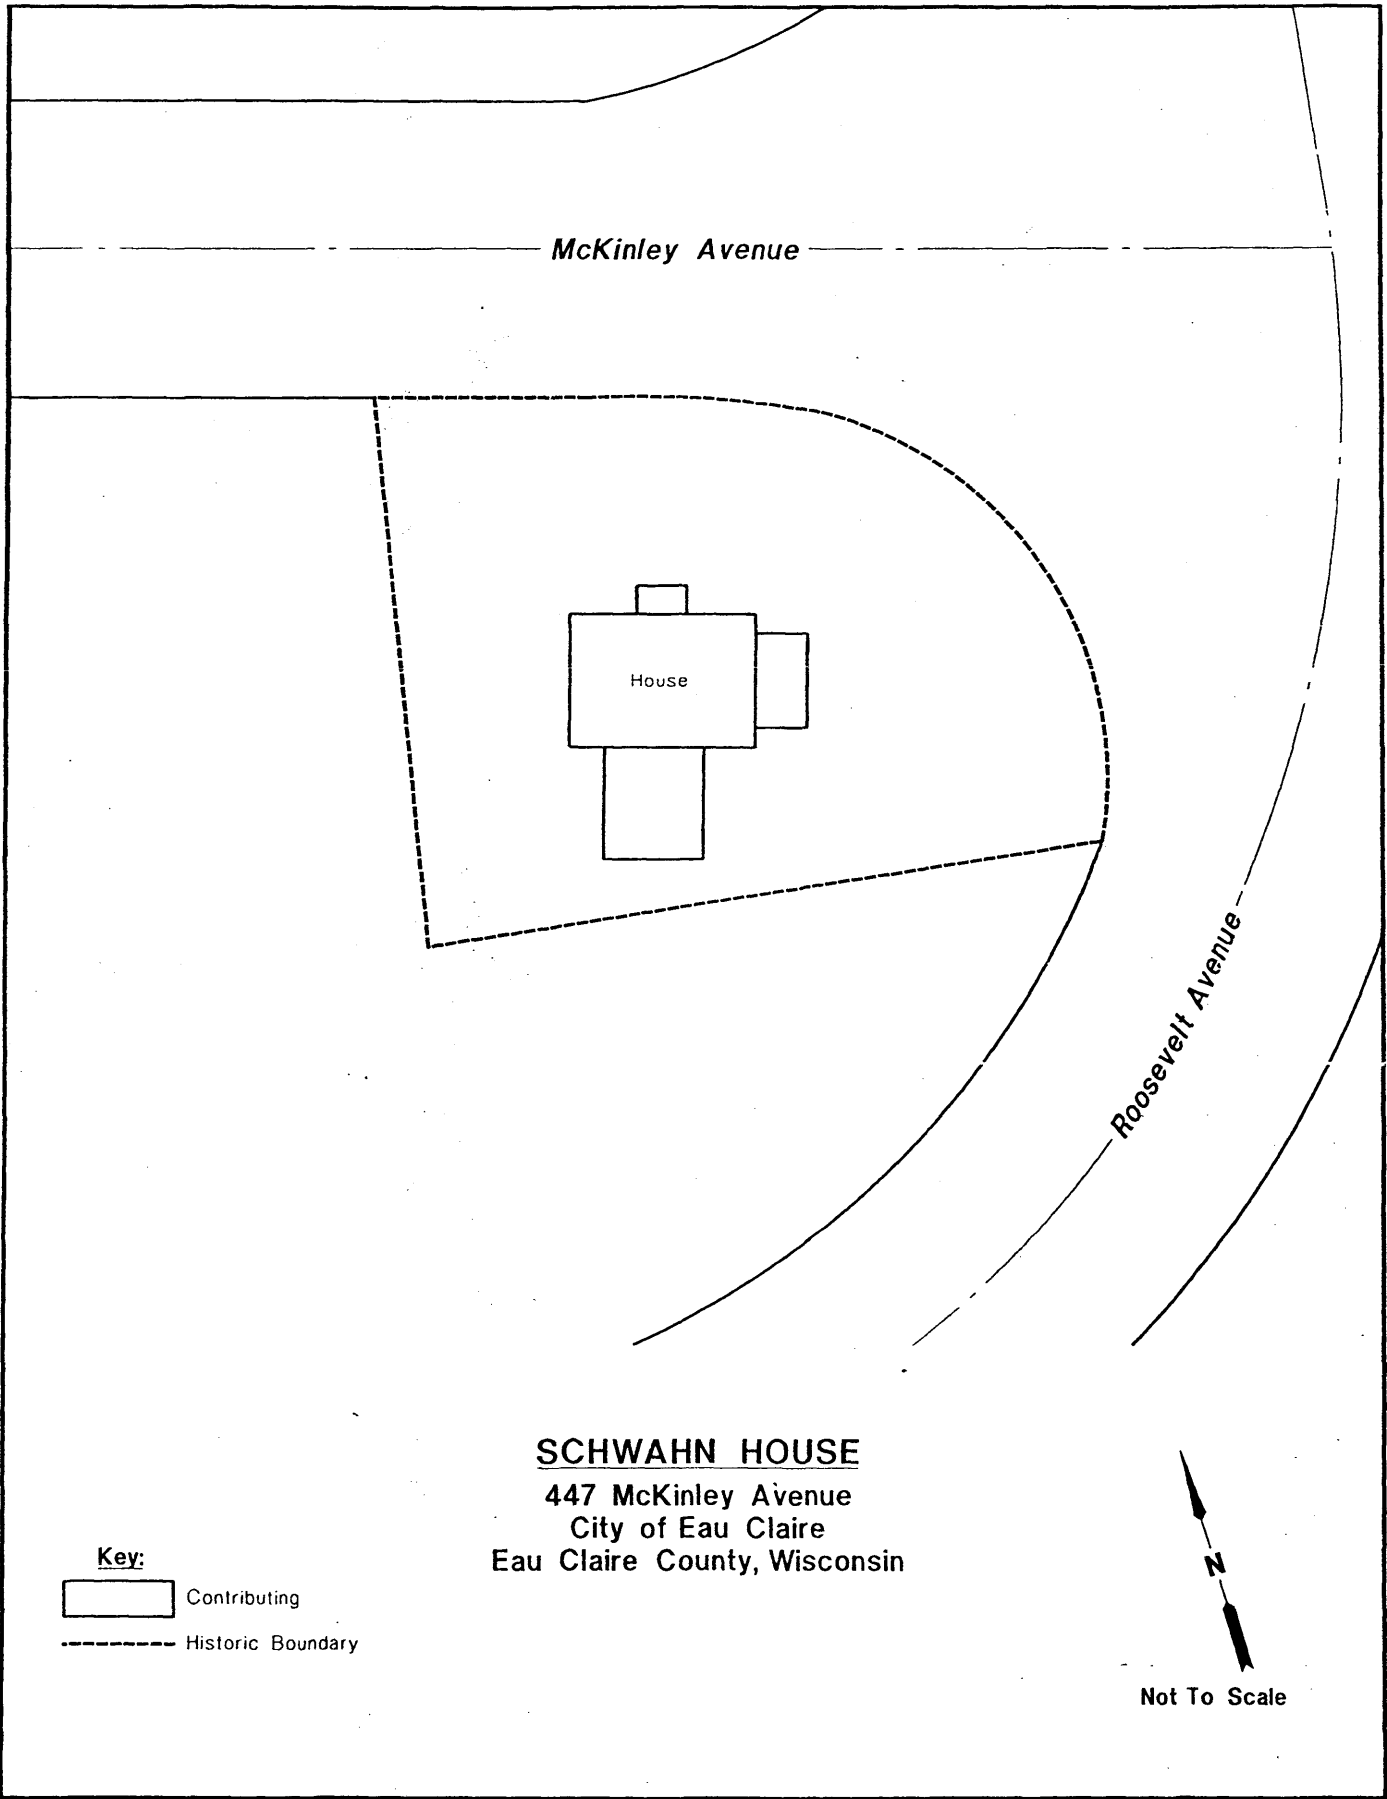 McKinley Avenue
House
Roosevelt Avenue
SCHWAHN HOUSE
447 McKinley Avenue
City of Eau Claire
Eau Claire County, Wisconsin
Key:
Contributing
Historic Boundary
N
Not To Scale